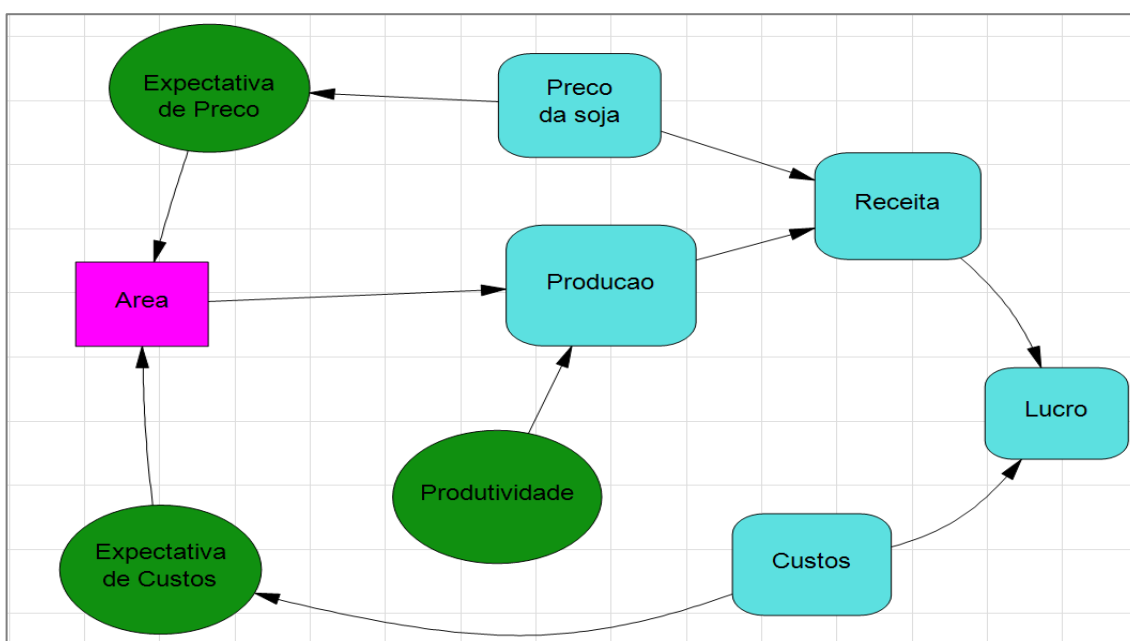 Expectativa
de Preco
Preco
da soja
Receita
Area
Producao
Lucro
Produtividade
Expectativa
de Custos
Custos